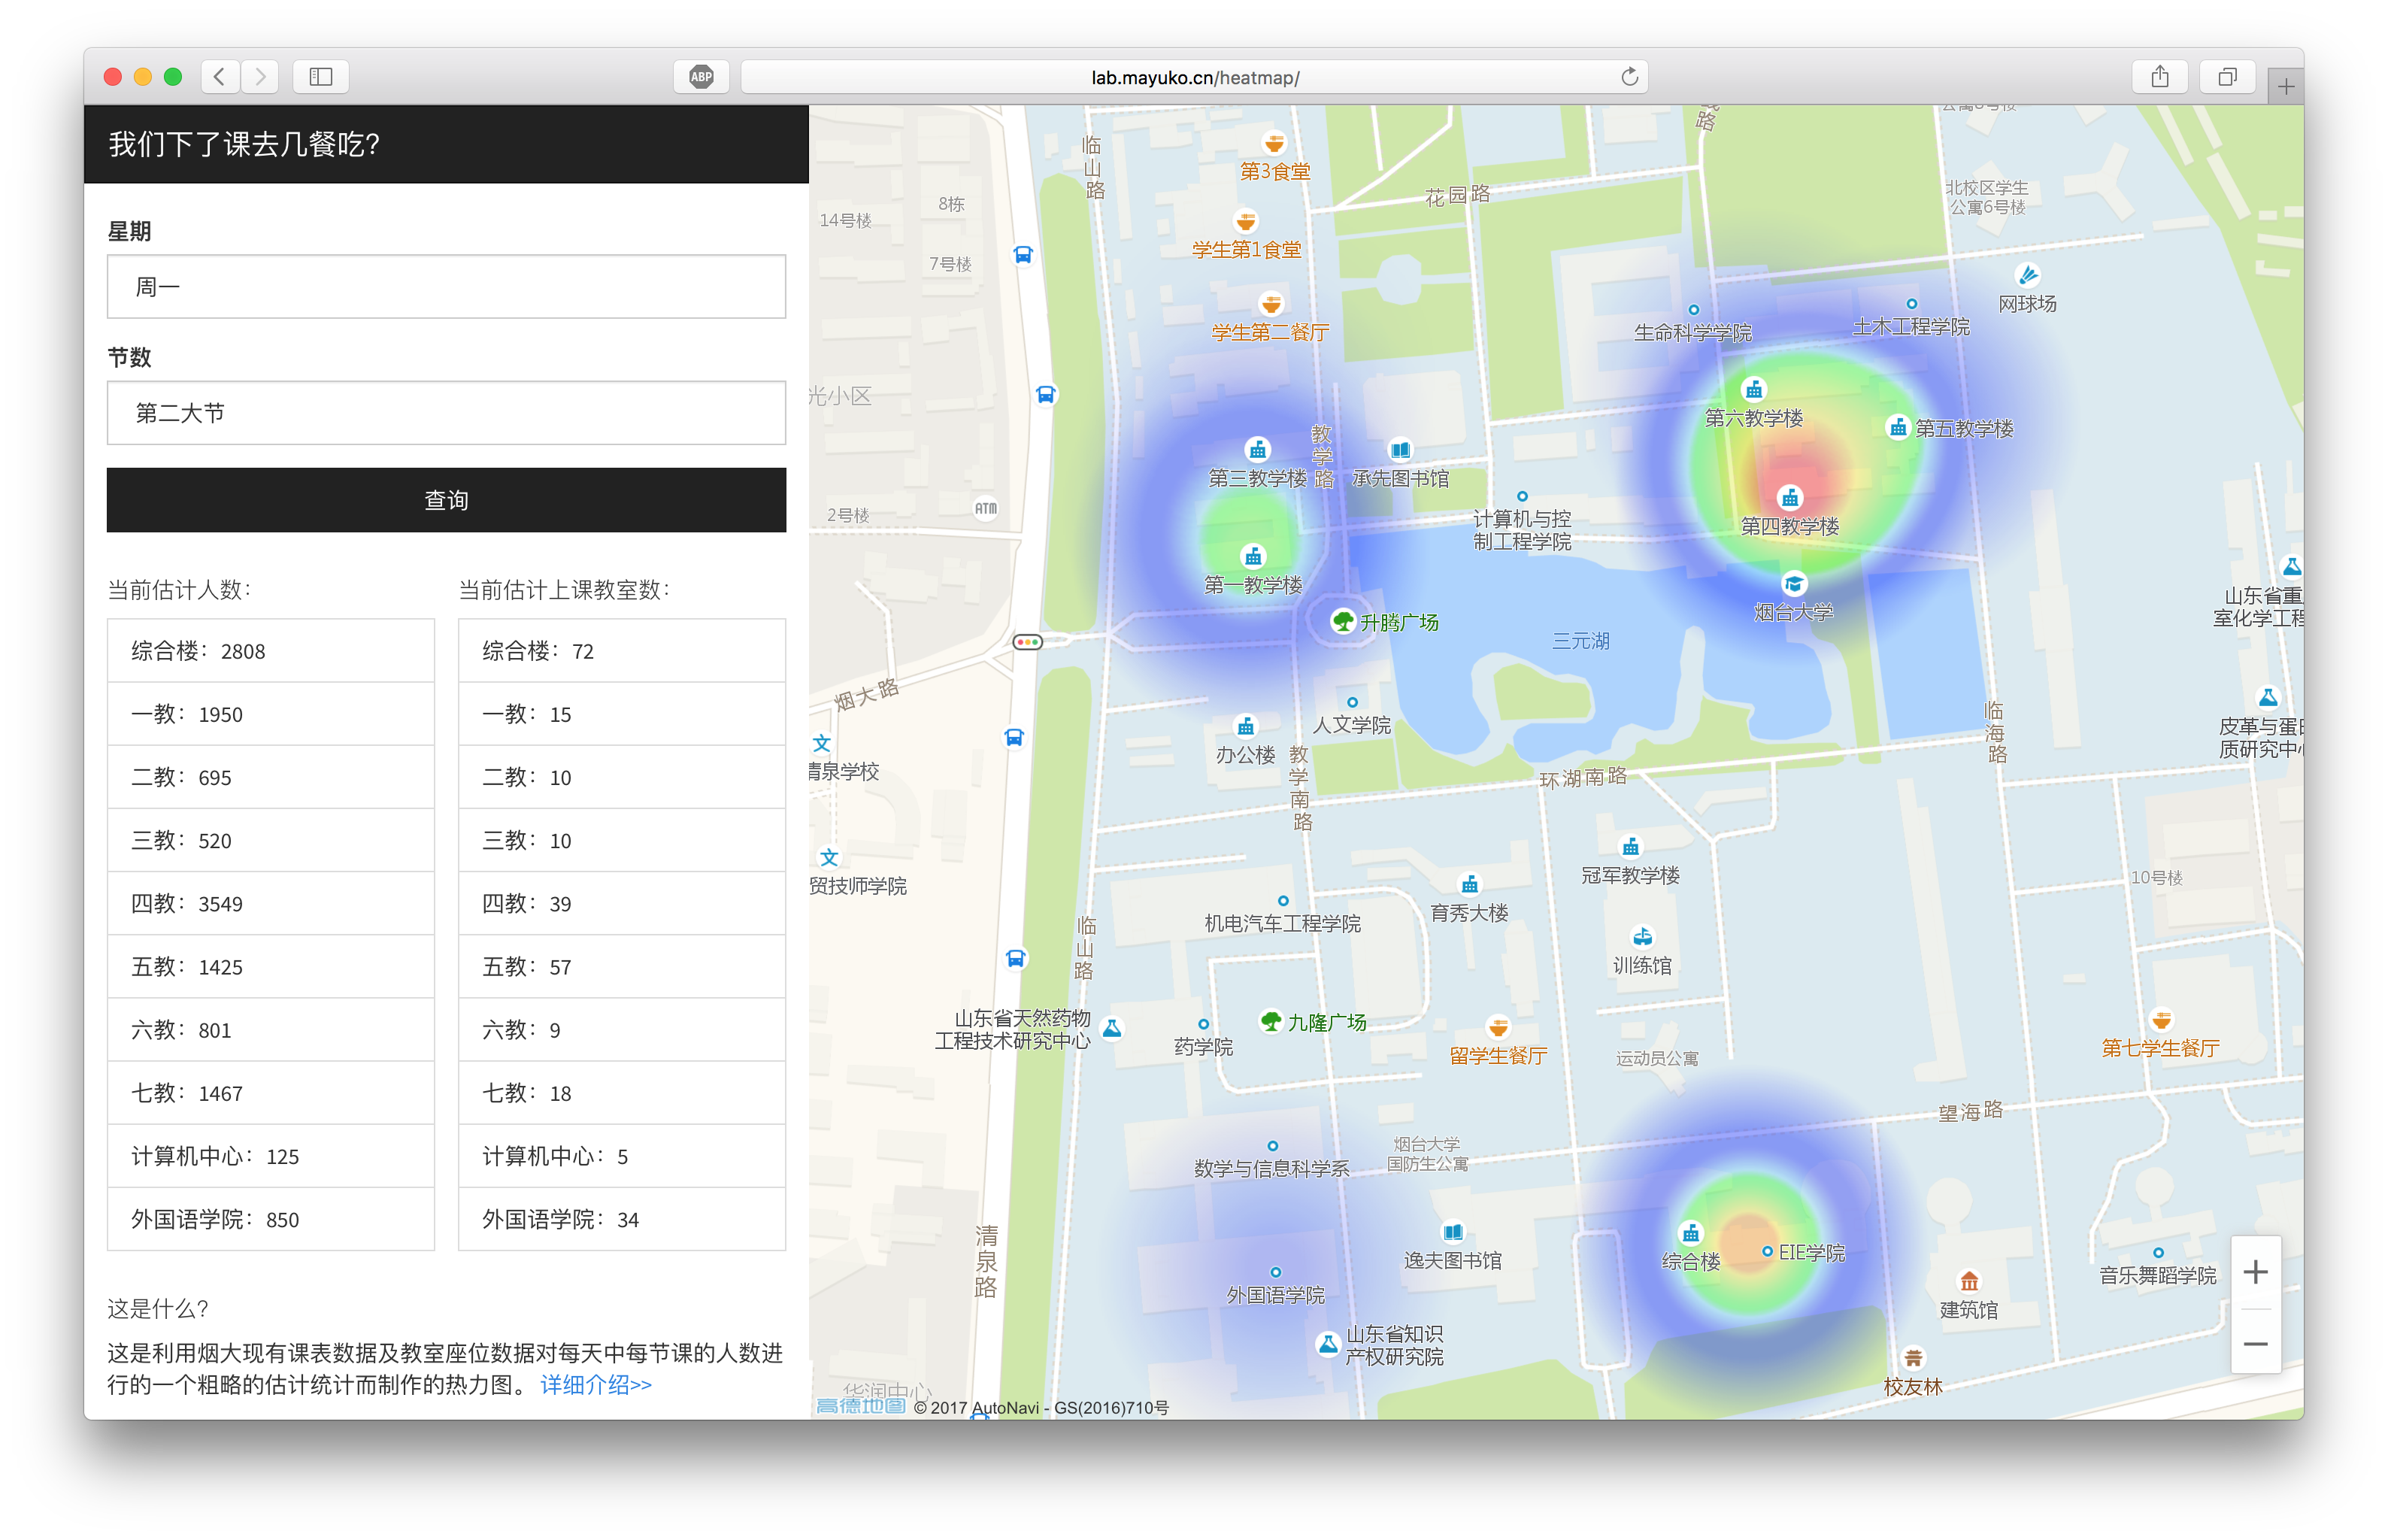 ABP
lab.mayuko.cn/heatmap/
我们下了课去几餐吃?
星期
周一
节数
第二大节
查询
当前估计人数:
综合楼: 2808
一教: 1950
二教: 695
三教: 520
四教: 3549
五教: 1425
六教: 801
七教: 1467
计算机中心: 125
外国语学院: 850
当前估计上课教室数:
综合楼: 72
一教: 15
二教: 10
三教: 10
四教: 39
五教: 57
六教: 9
七教: 18
计算机中心: 5
外国语学院: 34
这是什么?
这是利用烟大现有课表数据及教室座位数据对每天中每节课的人数进
行的一个粗略的估计统计而制作的热力图。 详细介绍>>
临山路
第3食堂
花园路
北校区学生
公寓6号楼
8栋
14号楼
学生第1食堂
7号楼
网球场
学生第二餐厅
生命科学学院
土木工程学院
光小区
第六教学楼
第五教学楼
教学路
第三教学楼
承先图书馆
ATM
2号楼
计算机与控
制工程学院
第四教学楼
第一教学楼
烟台大学
升腾广场
三元湖
山东省重
室化学工程
烟大路
人文学院
临海路
办公楼
皮革与蛋白
质研究中心
文
清泉学校
教学南路
环湖南路
文
贸技师学院
冠军教学楼
10号楼
育秀大楼
机电汽车工程学院
临山路
训练馆
山东省天然药物
工程技术研究中心
九隆广场
药学院
留学生餐厅
运动员公寓
第七学生餐厅
望海路
烟台大学
国防生公寓
数学与信息科学系
清泉路
逸夫图书馆
综合楼
EIE学院
音乐舞蹈学院
外国语学院
建筑馆
山东省知识
产权研究院
华润中心
校友林
高德地图 © 2017 AutoNavi - GS(2016)710号